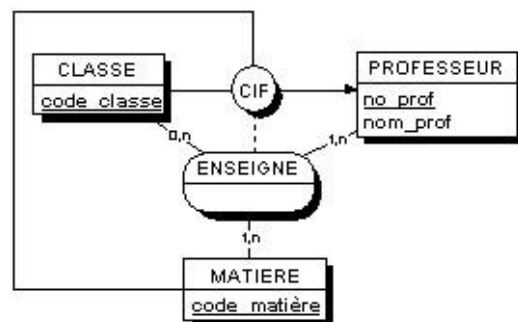 CLASSE
code_classe
CIF
PROFESSEUR
no_prof
nom_prof
0,n
1,n
ENSEIGNE
1,n
MATIERE
code_matière